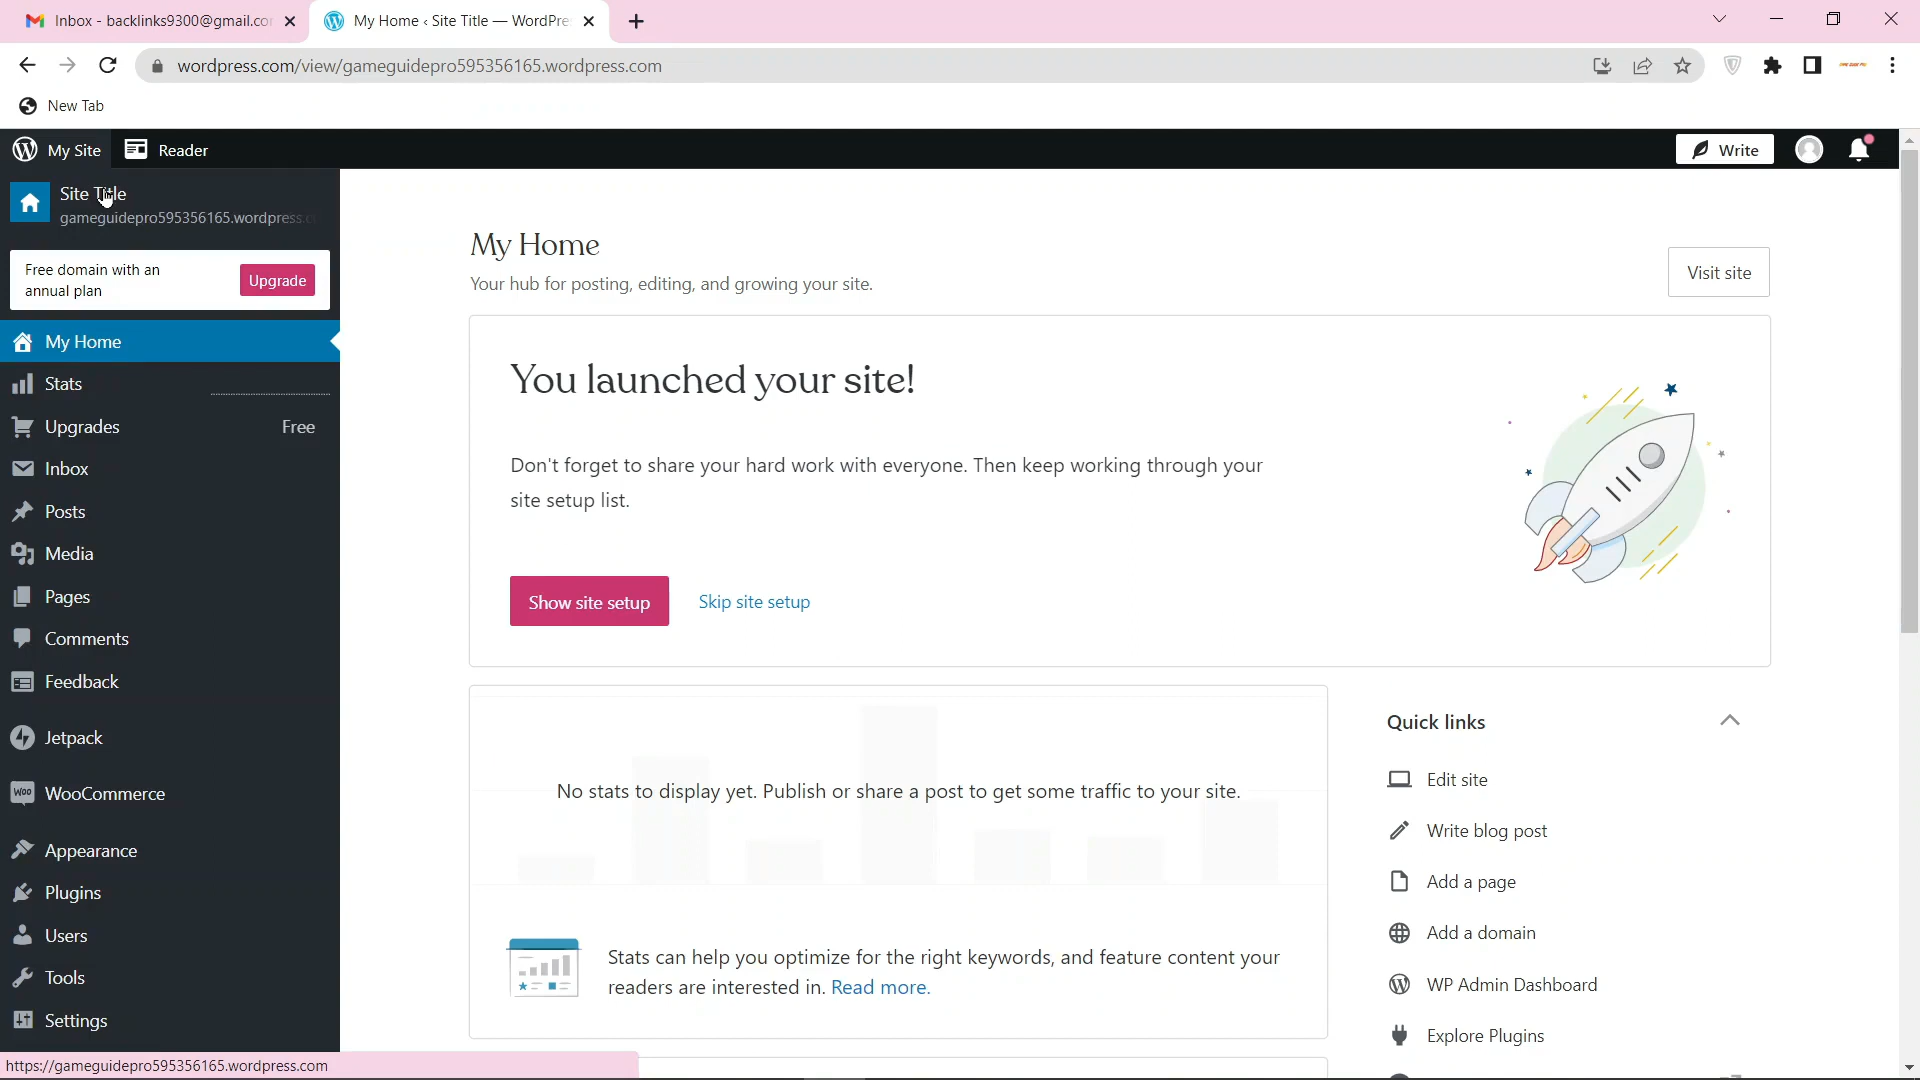 Inbox - backlinks9300@gmail.co
My Home ‹ Site Title — WordPre
wordpress.com/view/gameguidepro595356165.wordpress.com
New Tab
My Site
Reader
Write
Site Title
gameguidepro595356165.wordpress.c
Free domain with an
annual plan
Upgrade
My Home
Stats
Upgrades
Free
Inbox
Posts
Media
Pages
Comments
Feedback
Jetpack
WooCommerce
Appearance
Plugins
Users
Tools
Settings
https://gameguidepro595356165.wordpress.com
My Home
Your hub for posting, editing, and growing your site.
Visit site
You launched your site!
Don't forget to share your hard work with everyone. Then keep working through your
site setup list.
Show site setup
Skip site setup
No stats to display yet. Publish or share a post to get some traffic to your site.
Stats can help you optimize for the right keywords, and feature content your
readers are interested in. Read more.
Quick links
Edit site
Write blog post
Add a page
Add a domain
WP Admin Dashboard
Explore Plugins